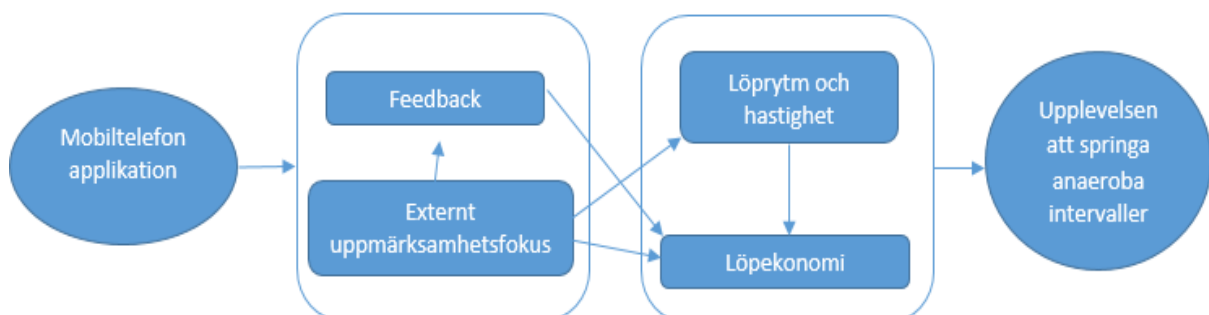 Mobiltelefon
applikation
Feedback
Externt
uppmärksamhetsfokus
Löprytm och
hastighet
Löpekonomi
Upplevelsen
att springa
anaeroba
intervaller